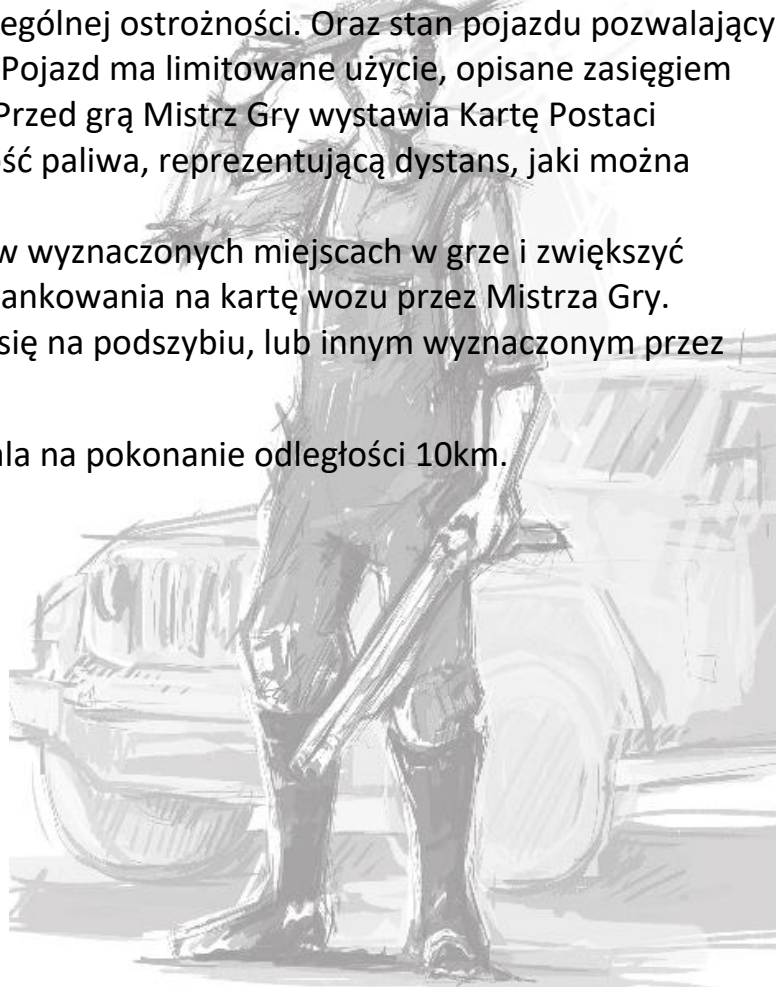 ególnej ostrożności. Oraz stan pojazdu pozwalający
Pojazd ma limitowane użycie, opisane zasięgiem
Przed grą Mistrz Gry wystawia Kartę Postaci
ość paliwa, reprezentującą dystans, jaki można
w wyznaczonych miejscach w grze i zwiększyć
ankowania na kartę wozu przez Mistrza Gry.
się na podszybiu, lub innym wyznaczonym przez
ala na pokonanie odległości 10km.